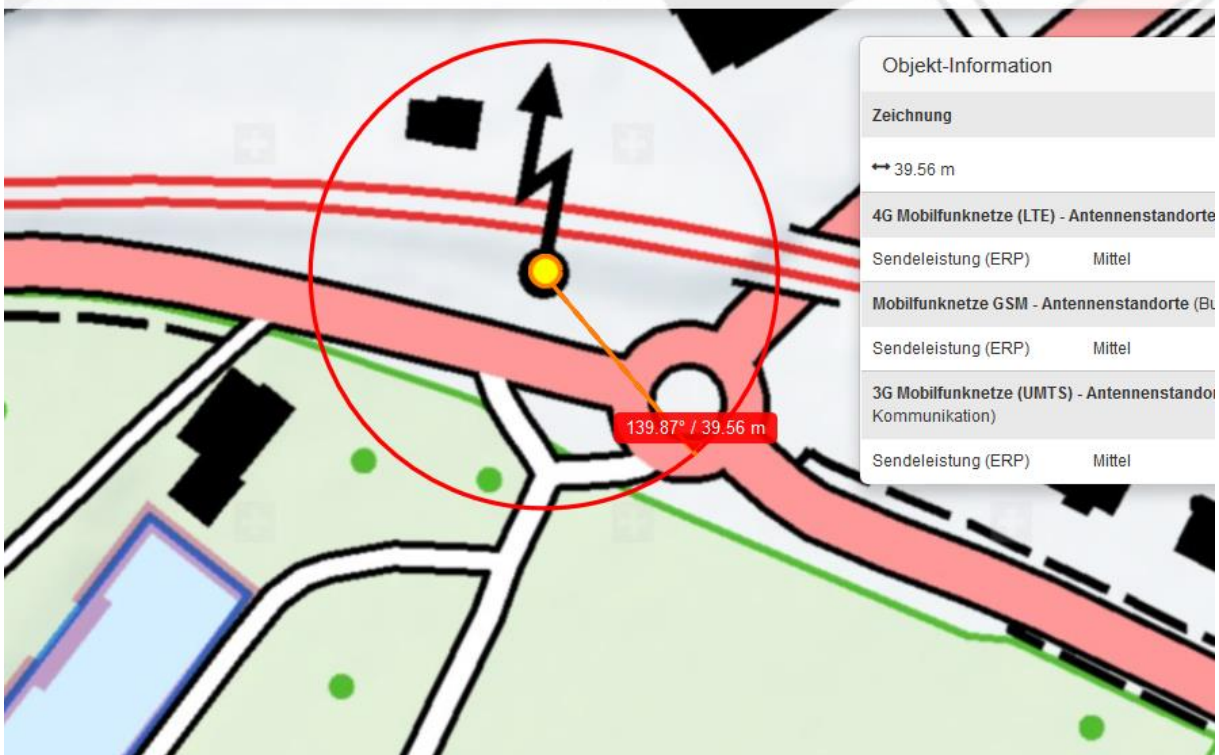 Objekt-Information
Zeichnung
↔ 39.56 m
4G Mobilfunknetze (LTE) - Antennenstandorte
Sendeleistung (ERP) Mittel
Mobilfunknetze GSM - Antennenstandorte (Bu
Sendeleistung (ERP) Mittel
3G Mobilfunknetze (UMTS) - Antennenstandor
Kommunikation)
Sendeleistung (ERP) Mittel
139.87° / 39.56 m